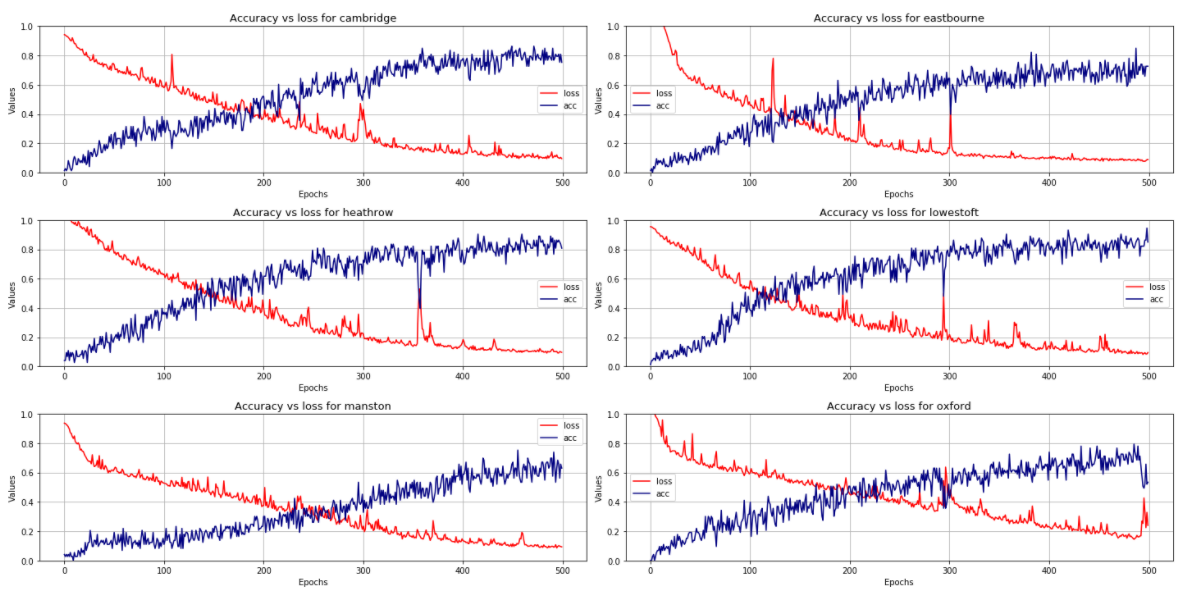 Accuracy vs loss for cambridge
1.0
0.8
0.6
0.4
0.2
0.0
Values
loss
acc
0 100 200 300 400 500
Epochs
Accuracy vs loss for eastbourne
1.0
0.8
0.6
0.4
0.2
0.0
Values
loss
acc
0 100 200 300 400 500
Epochs
Accuracy vs loss for heathrow
1.0
0.8
0.6
0.4
0.2
0.0
Values
loss
acc
0 100 200 300 400 500
Epochs
Accuracy vs loss for lowestoft
1.0
0.8
0.6
0.4
0.2
0.0
Values
loss
acc
0 100 200 300 400 500
Epochs
Accuracy vs loss for manston
1.0
0.8
0.6
0.4
0.2
0.0
Values
loss
acc
0 100 200 300 400 500
Epochs
Accuracy vs loss for oxford
1.0
0.8
0.6
0.4
0.2
0.0
Values
loss
acc
0 100 200 300 400 500
Epochs